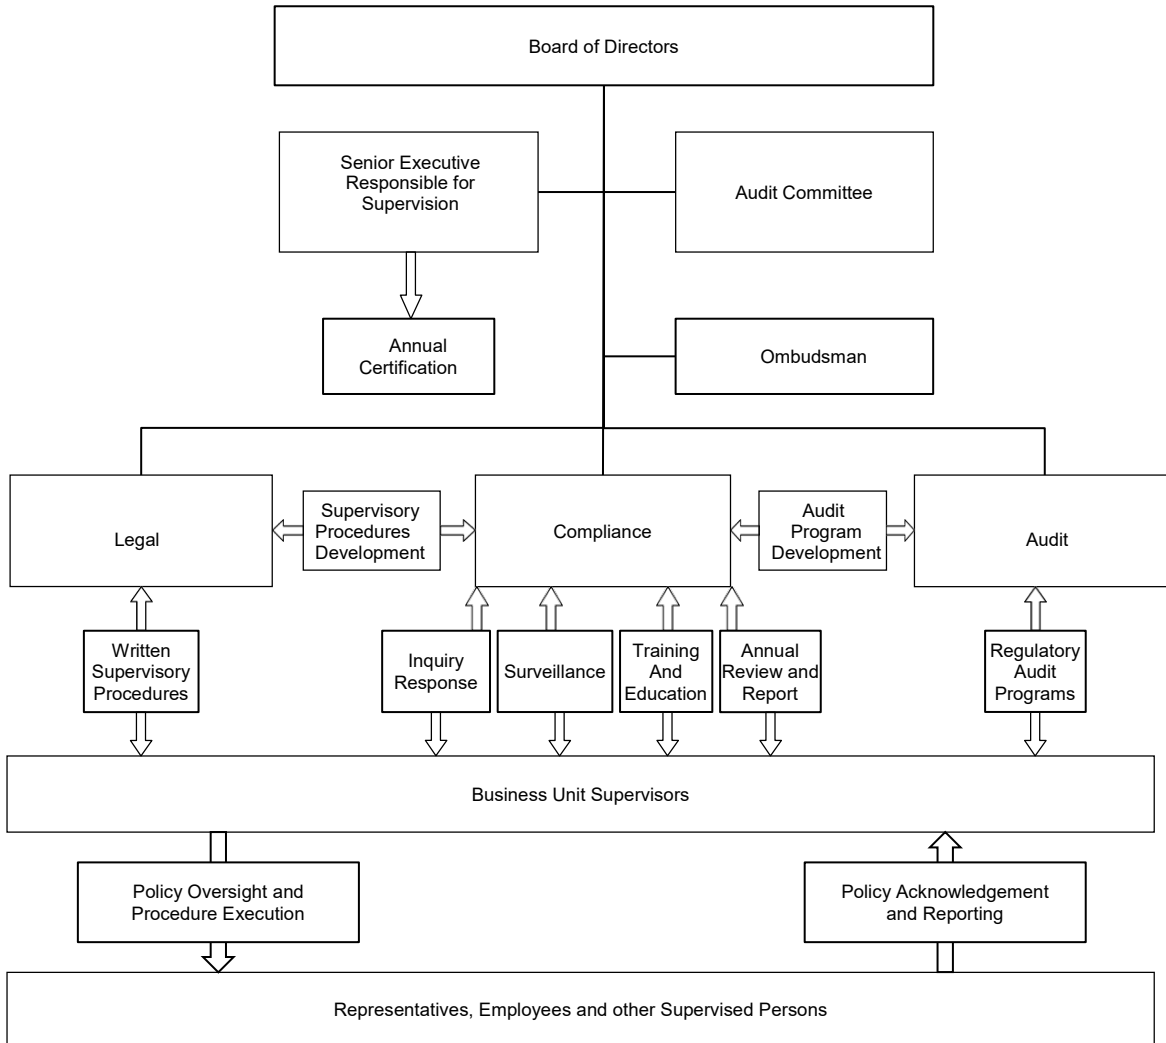 Board of Directors
Senior Executive
Responsible for
Supervision
Audit Committee
Annual
Certification
Ombudsman
Legal
Supervisory
Procedures
Development
Compliance
Audit
Program
Development
Audit
Written
Supervisory
Procedures
Inquiry
Response
Surveillance
Training
And
Education
Annual
Review and
Report
Regulatory
Audit
Programs
Business Unit Supervisors
Policy Oversight and
Procedure Execution
Policy Acknowledgement
and Reporting
Representatives, Employees and other Supervised Persons